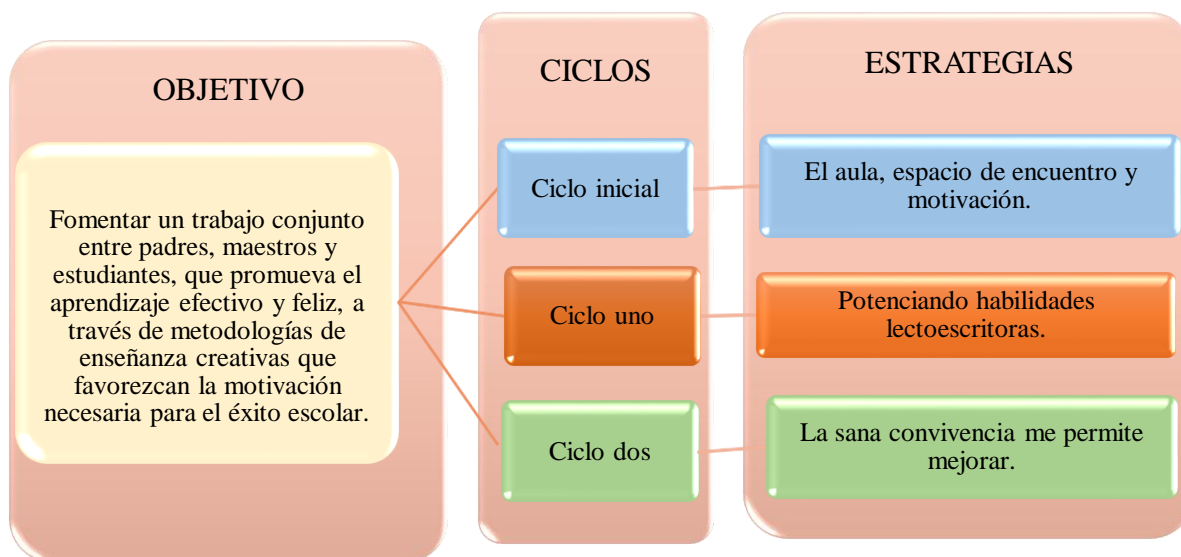 OBJETIVO
Fomentar un trabajo conjunto
entre padres, maestros y
estudiantes, que promueva el
aprendizaje efectivo y feliz, a
través de metodologías de
enseñanza creativas que
favorezcan la motivación
necesaria para el éxito escolar.
CICLOS
Ciclo inicial
Ciclo uno
Ciclo dos
ESTRATEGIAS
El aula, espacio de encuentro y
motivación.
Potenciando habilidades
lectoescritoras.
La sana convivencia me permite
mejorar.